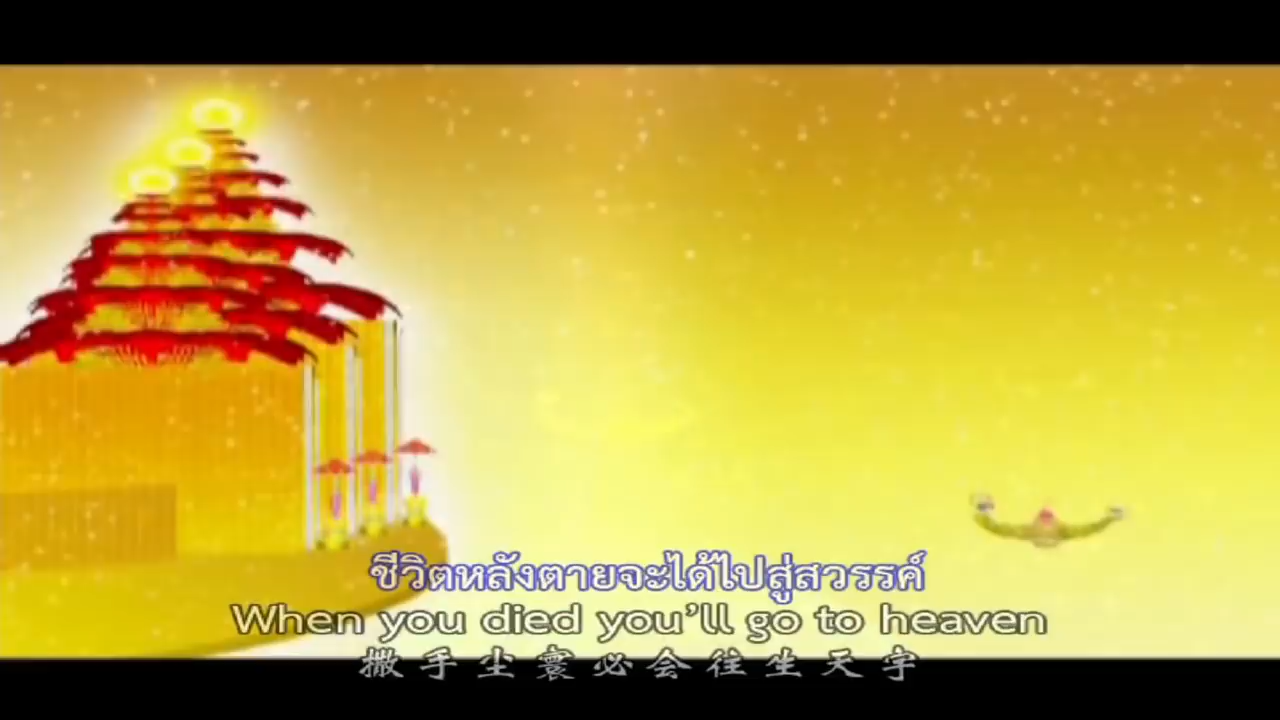 ชีวิตหลังตายจะได้ไปสู่สวรรค์
When you died you'll go to heaven
撒手尘寰必会往生天宇